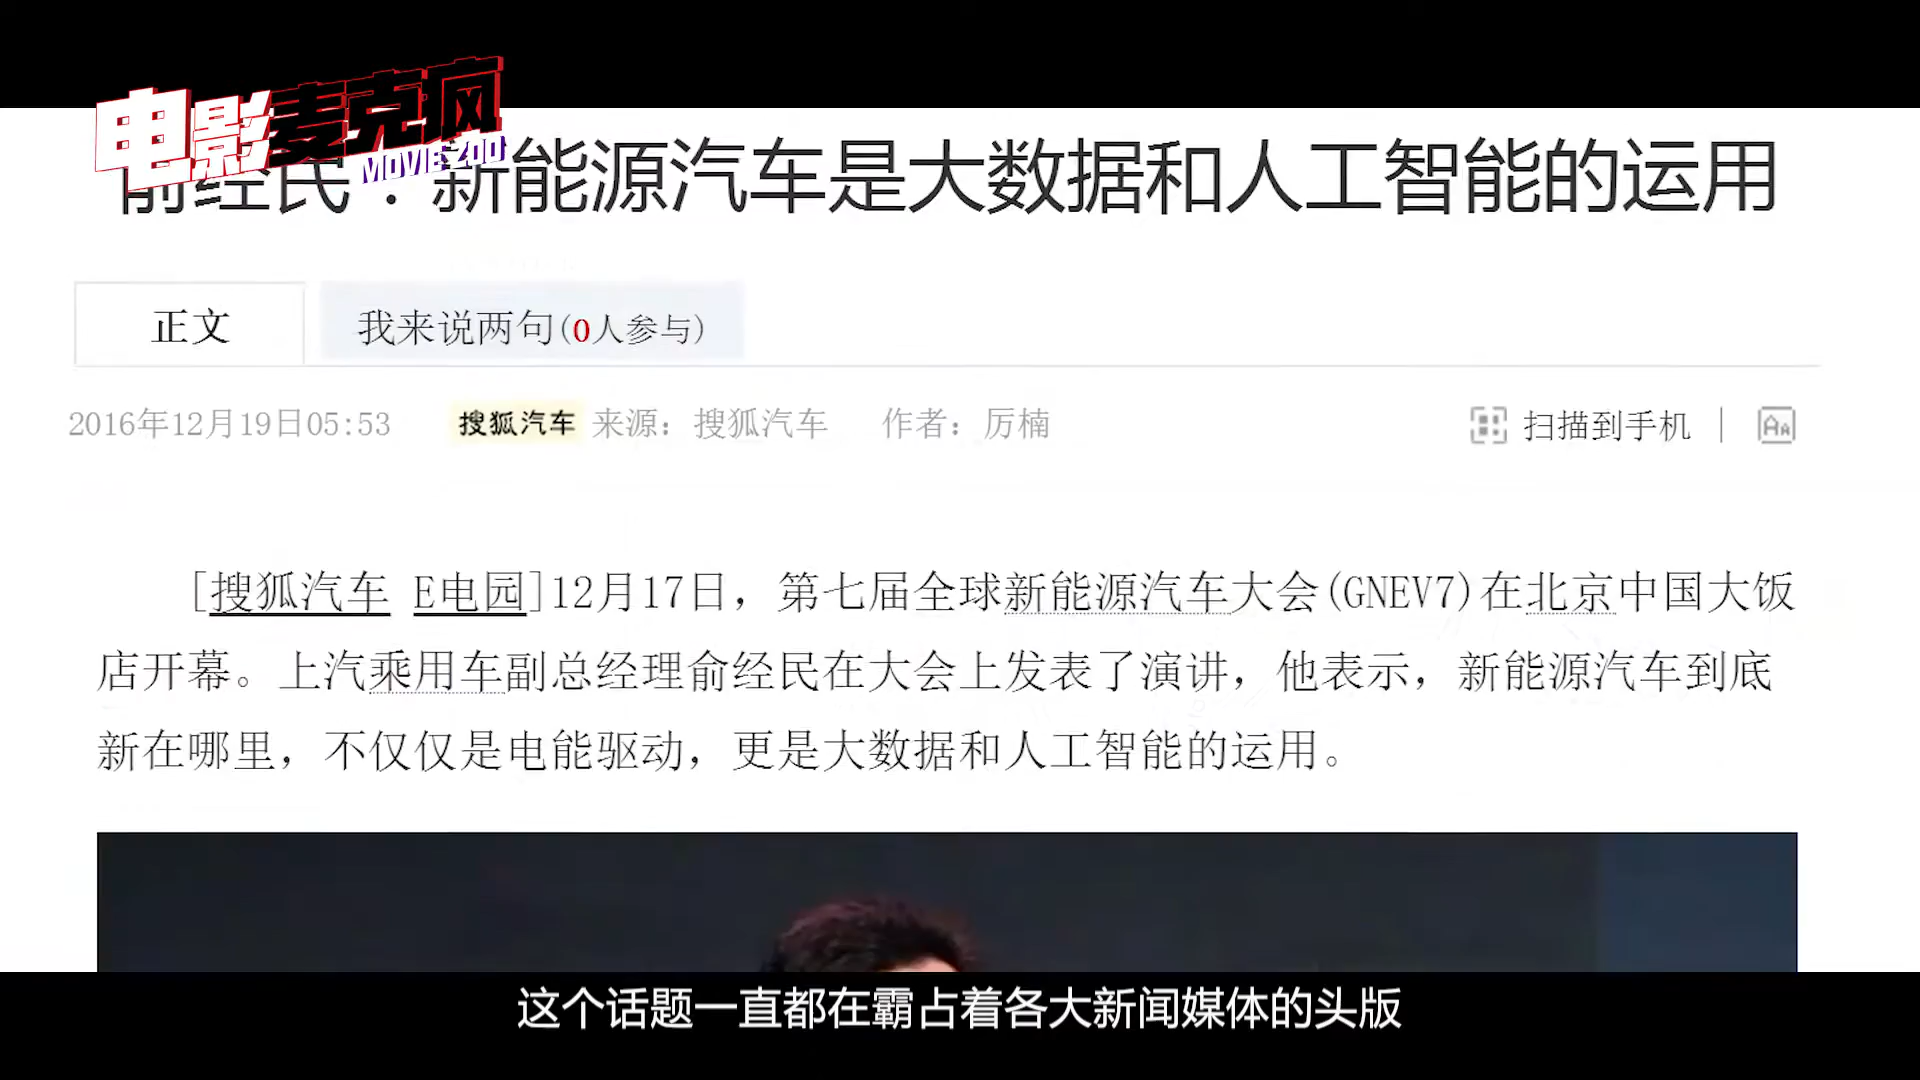 电影麦克疯
MOVIE ZOO
俞经民：新能源汽车是大数据和人工智能的运用
正文
我来说两句(0人参与)
2016年12月19日05:53 搜狐汽车 来源：搜狐汽车 作者：厉楠 扫描到手机
[搜狐汽车 E电园]12月17日，第七届全球新能源汽车大会(GNEV7)在北京中国大饭
店开幕。上汽乘用车副总经理俞经民在大会上发表了演讲，他表示，新能源汽车到底
新在哪里，不仅仅是电能驱动，更是大数据和人工智能的运用。
这个话题一直都在霸占着各大新闻媒体的头版